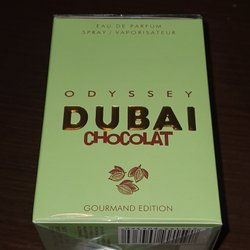 EAU DE PARFUM
SPRAY / VAPORISATEUR
ODYSSEY
DUBAI
CHOCOLAT
GOURMAND EDITION